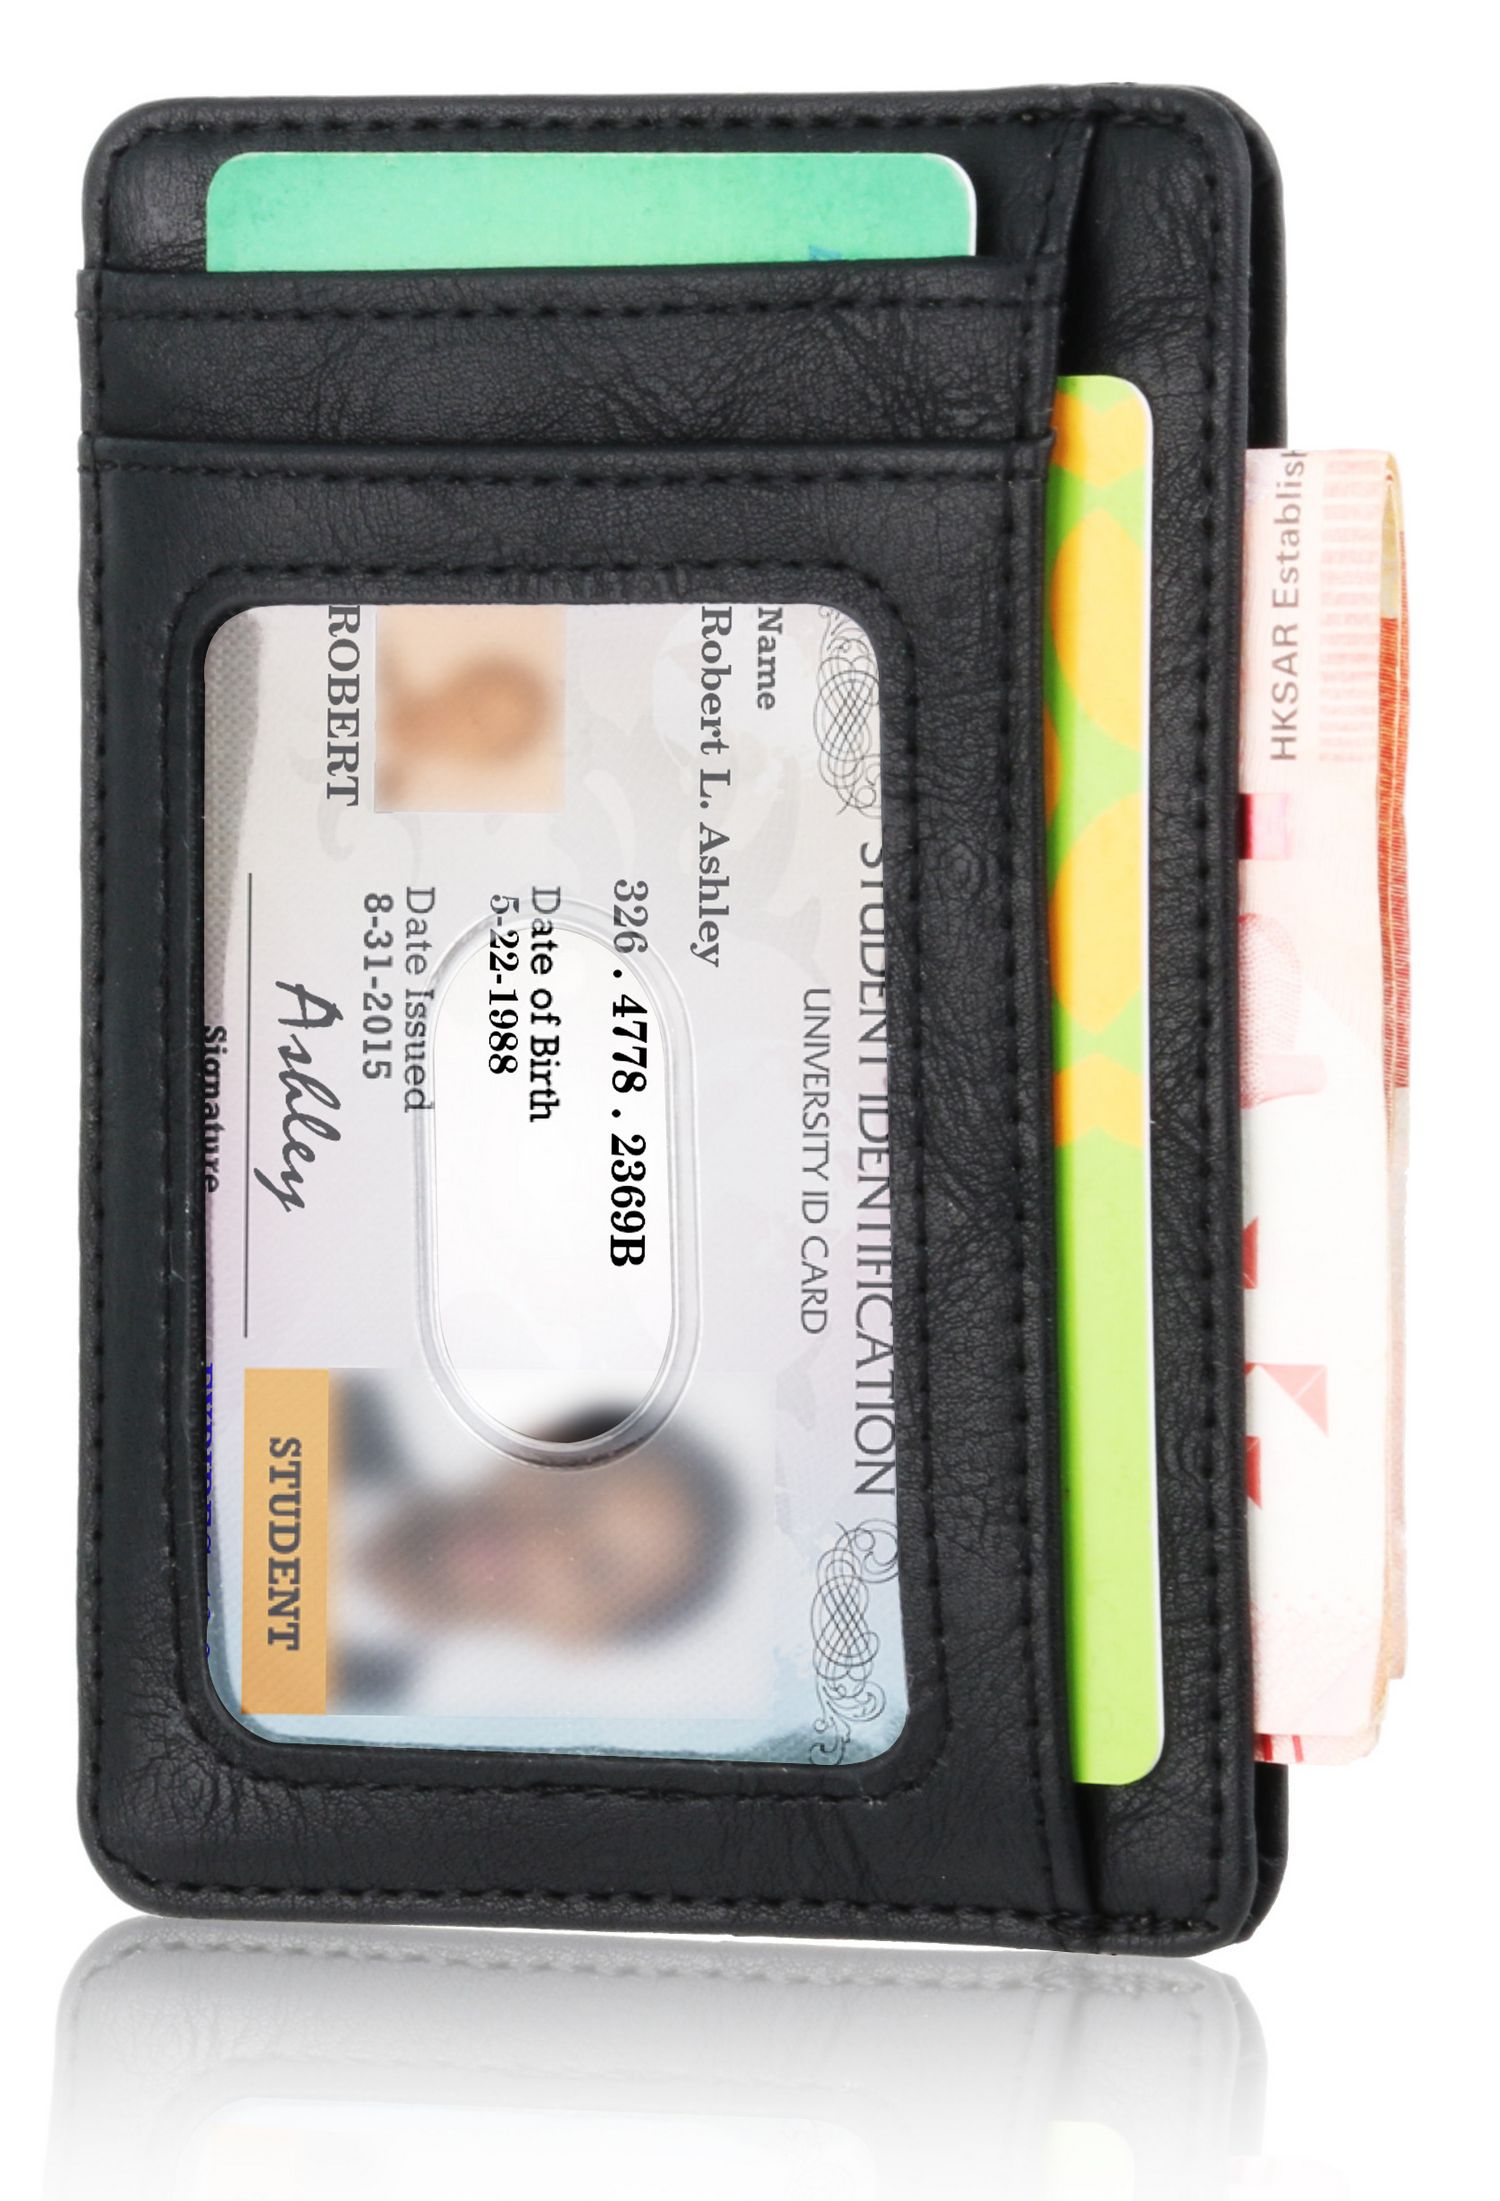 STUDENT IDENTIFICATION
UNIVERSITY ID CARD
Name
Robert L. Ashley
326 . 4778 . 2369B
Date of Birth
5-22-1988
Date Issued
8-31-2015
ROBERT
Ashley
Signature
STUDENT
HKSAR Establish